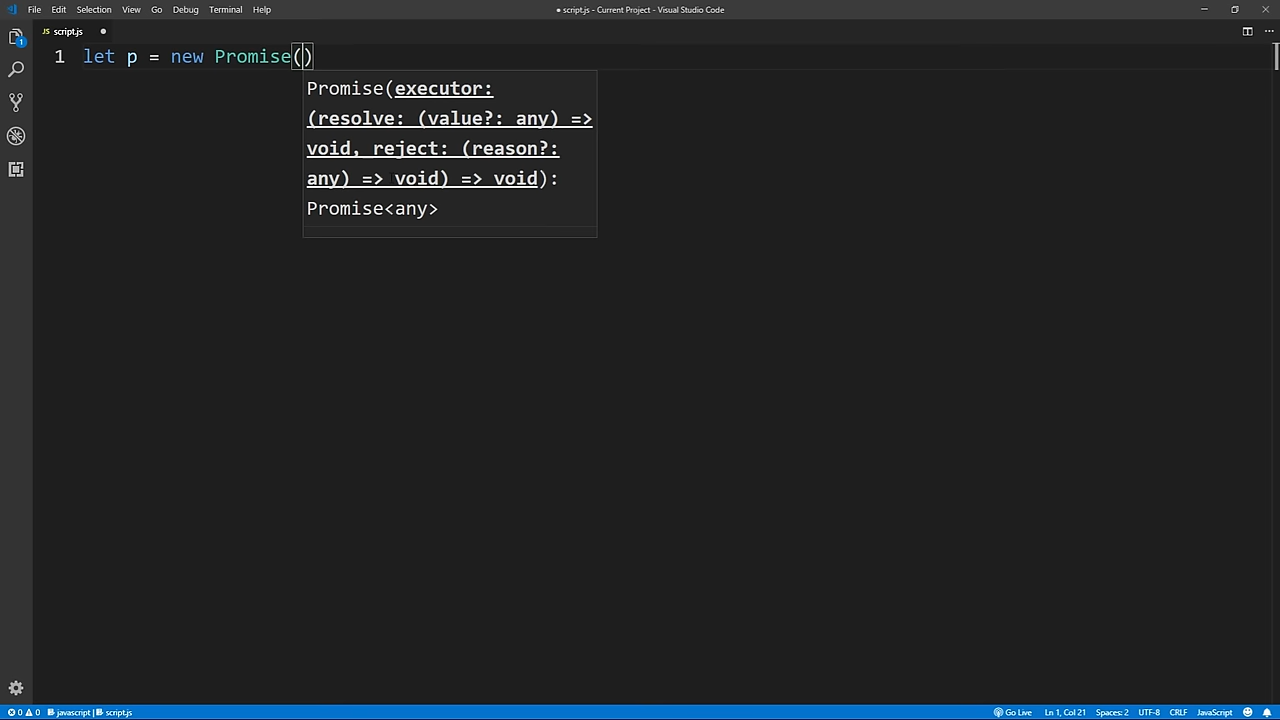 File Edit Selection View Go Debug Terminal Help
● script.js - Current Project - Visual Studio Code
JS script.js ●
1 let p = new Promise()
Promise(executor:
(resolve: (value?: any) =>
void, reject: (reason?:
any) => void) => void):
Promise<any>
1
0 0 javascript | script.js
Go Live Ln 1, Col 21 Spaces: 2 UTF-8 CRLF JavaScript